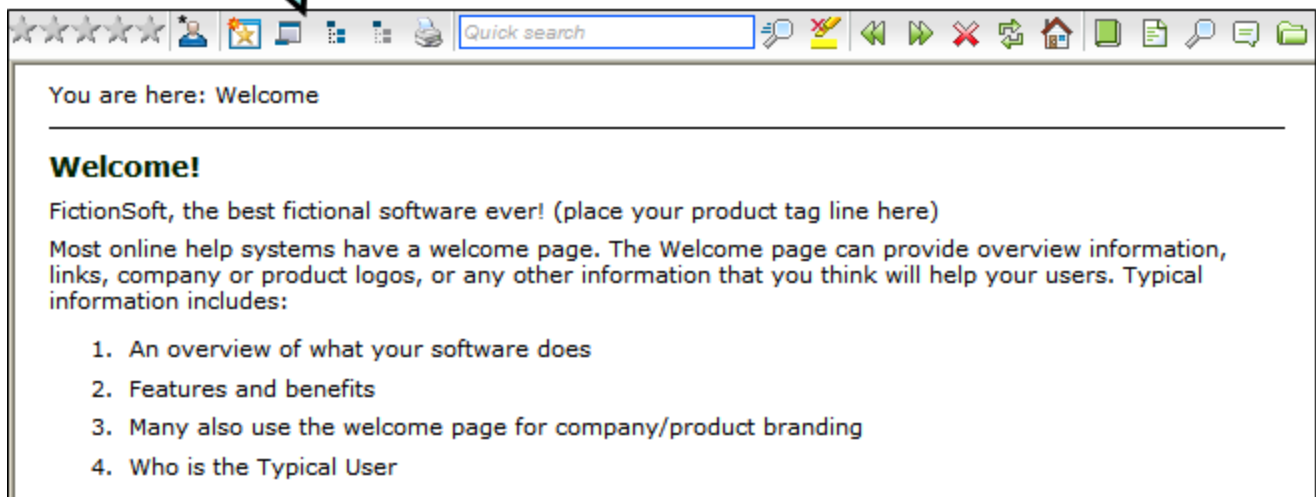 Quick search
You are here: Welcome
Welcome!
FictionSoft, the best fictional software ever! (place your product tag line here)
Most online help systems have a welcome page. The Welcome page can provide overview information,
links, company or product logos, or any other information that you think will help your users. Typical
information includes:
1. An overview of what your software does
2. Features and benefits
3. Many also use the welcome page for company/product branding
4. Who is the Typical User